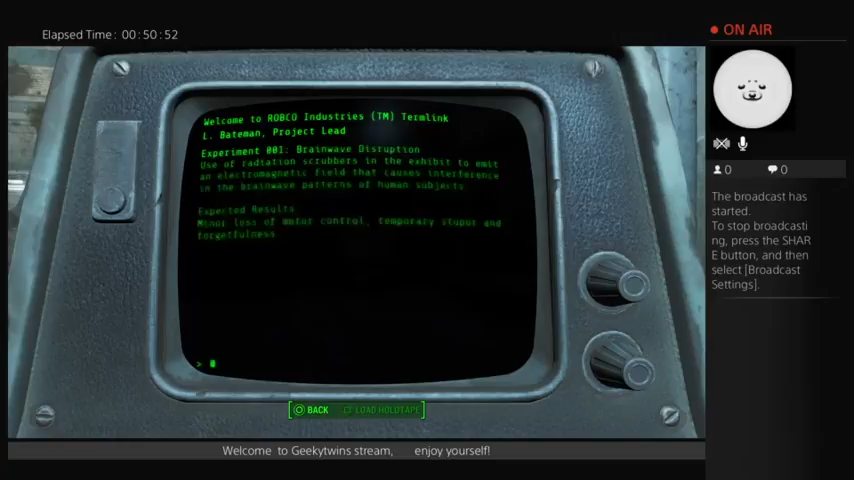 Elapsed Time: 00:50:52
ON AIR
Welcome to ROBCO Industries (TM) Termlink
L. Bateman, Project Lead
Experiment 001: Brainwave Disruption
Use of radiation scrubbers in the exhibit to emit
an electromagnetic field that causes interference
in the brainwave patterns of human subjects.
Expected Results
Minor loss of motor control, temporary stupor and
forgetfulness
>
BACK
LOAD HOLOTAPE
0
0
The broadcast has
started.
To stop broadcasti
ng, press the SHAR
E button, and then
select [Broadcast
Settings].
Welcome to Geekytwins stream, enjoy yourself!